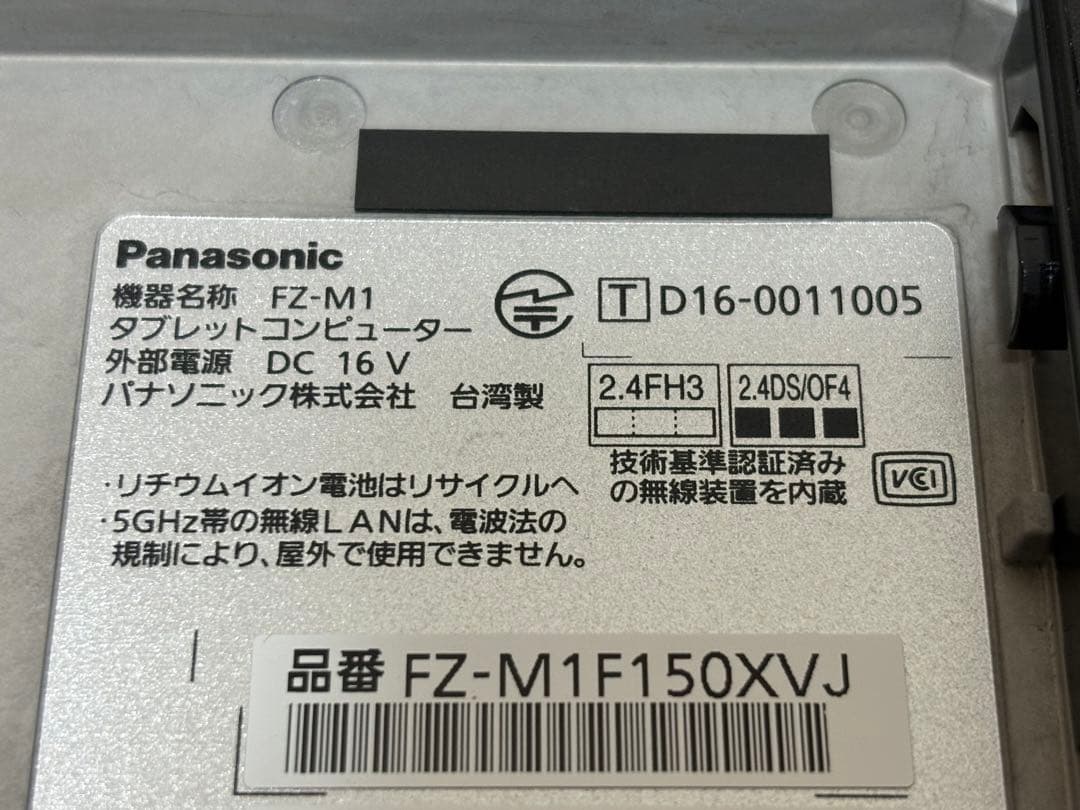 Panasonic
機器名称 FZ-M1
タブレットコンピューター
外部電源 DC 16 V
パナソニック株式会社 台湾製
T D16-0011005
2.4FH3
2.4DS/OF4
技術基準認証済み
の無線装置を内蔵
VCI
・リチウムイオン電池はリサイクルへ
・5GHz帯の無線LANは、電波法の
規制により、屋外で使用できません。
品番 FZ-M1F150XVJ